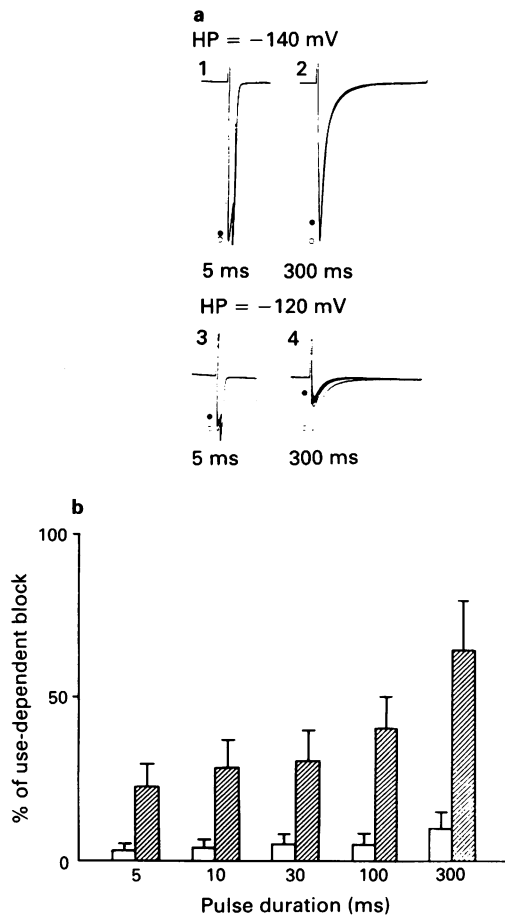 a
HP = −140 mV
1 2
5 ms 300 ms
HP = −120 mV
3 4
5 ms 300 ms
b
100
50
0
% of use-dependent block
5 10 30 100 300
Pulse duration (ms)